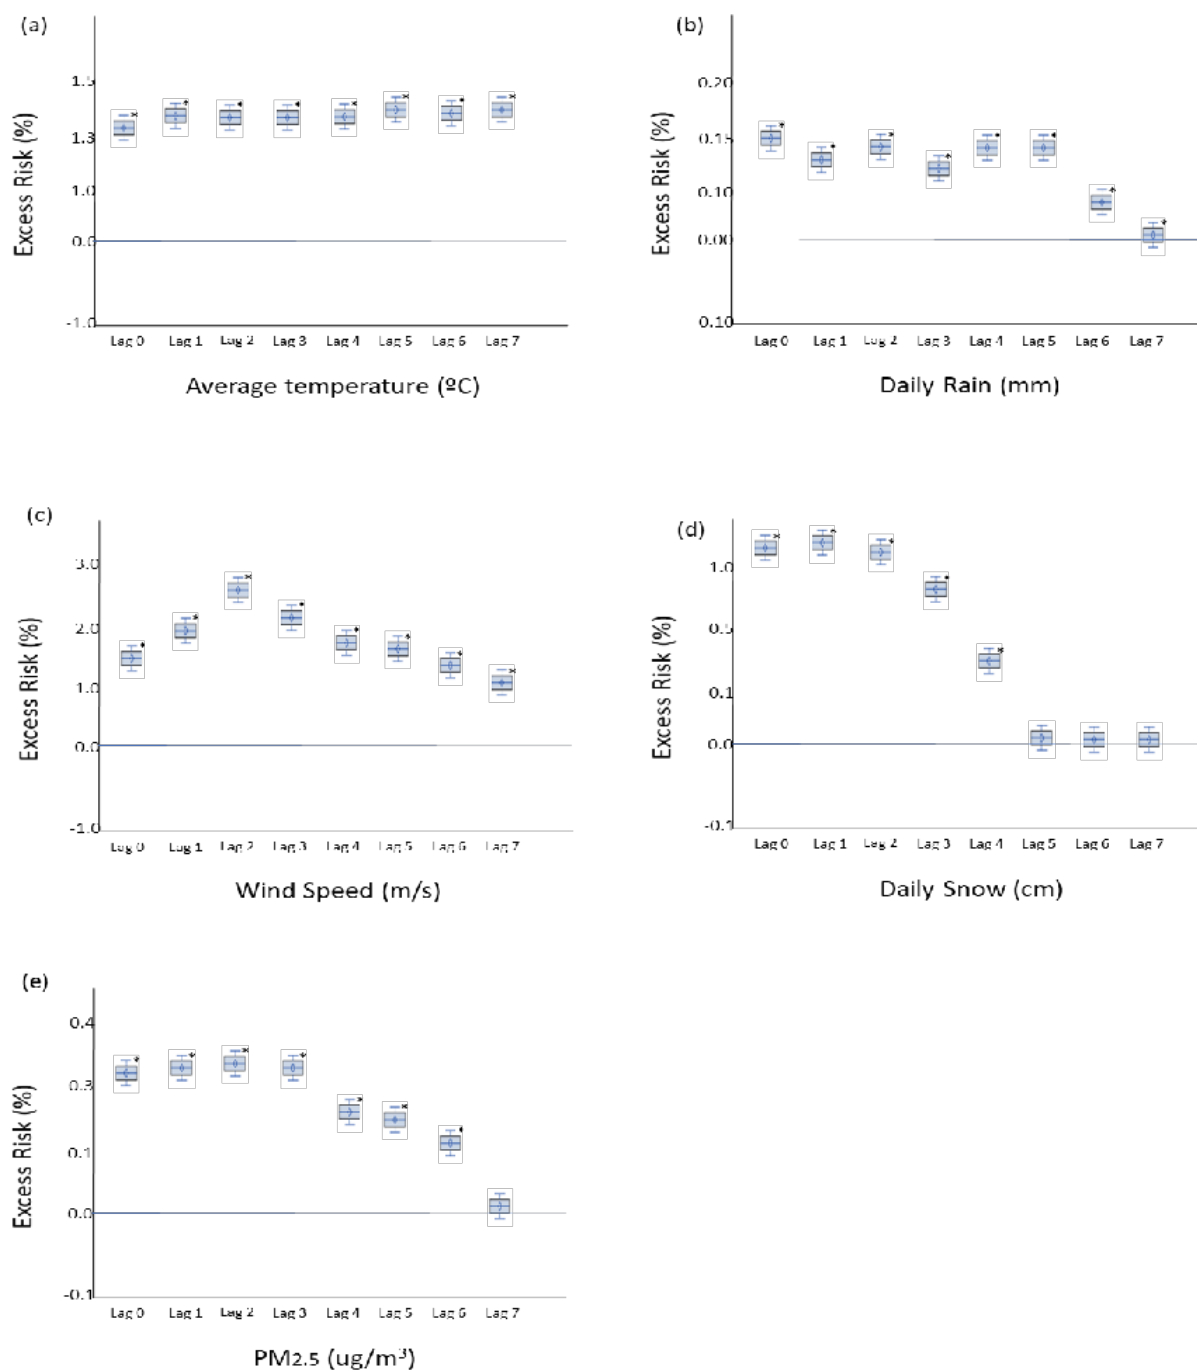 (a)
Excess Risk (%)
1.5
1.3
1.0
0.0
-1.0
Lag 0 Lag 1 Lag 2 Lag 3 Lag 4 Lag 5 Lag 6 Lag 7
Average temperature (ºC)
(b)
Excess Risk (%)
0.20
0.15
0.10
0.00
0.10
Lag 0 Lag 1 Lag 2 Lag 3 Lag 4 Lag 5 Lag 6 Lag 7
Daily Rain (mm)
(c)
Excess Risk (%)
3.0
2.0
1.0
0.0
-1.0
Lag 0 Lag 1 Lag 2 Lag 3 Lag 4 Lag 5 Lag 6 Lag 7
Wind Speed (m/s)
(d)
Excess Risk (%)
1.0
0.5
0.1
0.0
-0.1
Lag 0 Lag 1 Lag 2 Lag 3 Lag 4 Lag 5 Lag 6 Lag 7
Daily Snow (cm)
(e)
Excess Risk (%)
0.4
0.3
0.1
0.0
-0.1
Lag 0 Lag 1 Lag 2 Lag 3 Lag 4 Lag 5 Lag 6 Lag 7
PM2.5 (ug/m³)